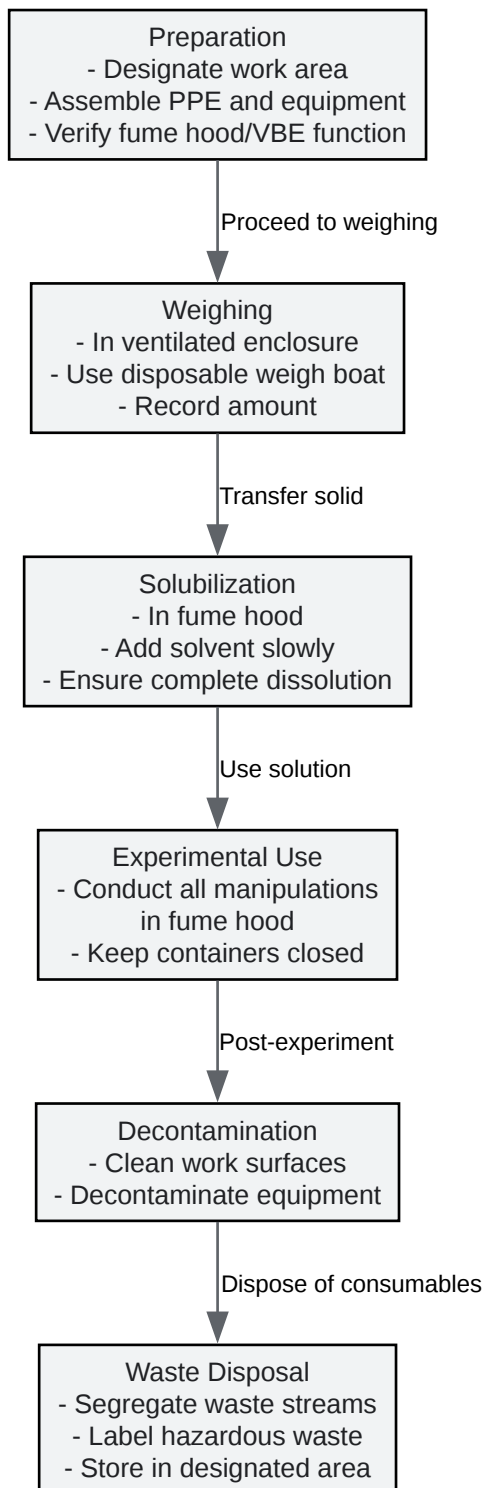 Preparation
- Designate work area
- Assemble PPE and equipment
- Verify fume hood/VBE function
Proceed to weighing
Weighing
- In ventilated enclosure
- Use disposable weigh boat
- Record amount
Transfer solid
Solubilization
- In fume hood
- Add solvent slowly
- Ensure complete dissolution
Use solution
Experimental Use
- Conduct all manipulations
in fume hood
- Keep containers closed
Post-experiment
Decontamination
- Clean work surfaces
- Decontaminate equipment
Dispose of consumables
Waste Disposal
- Segregate waste streams
- Label hazardous waste
- Store in designated area